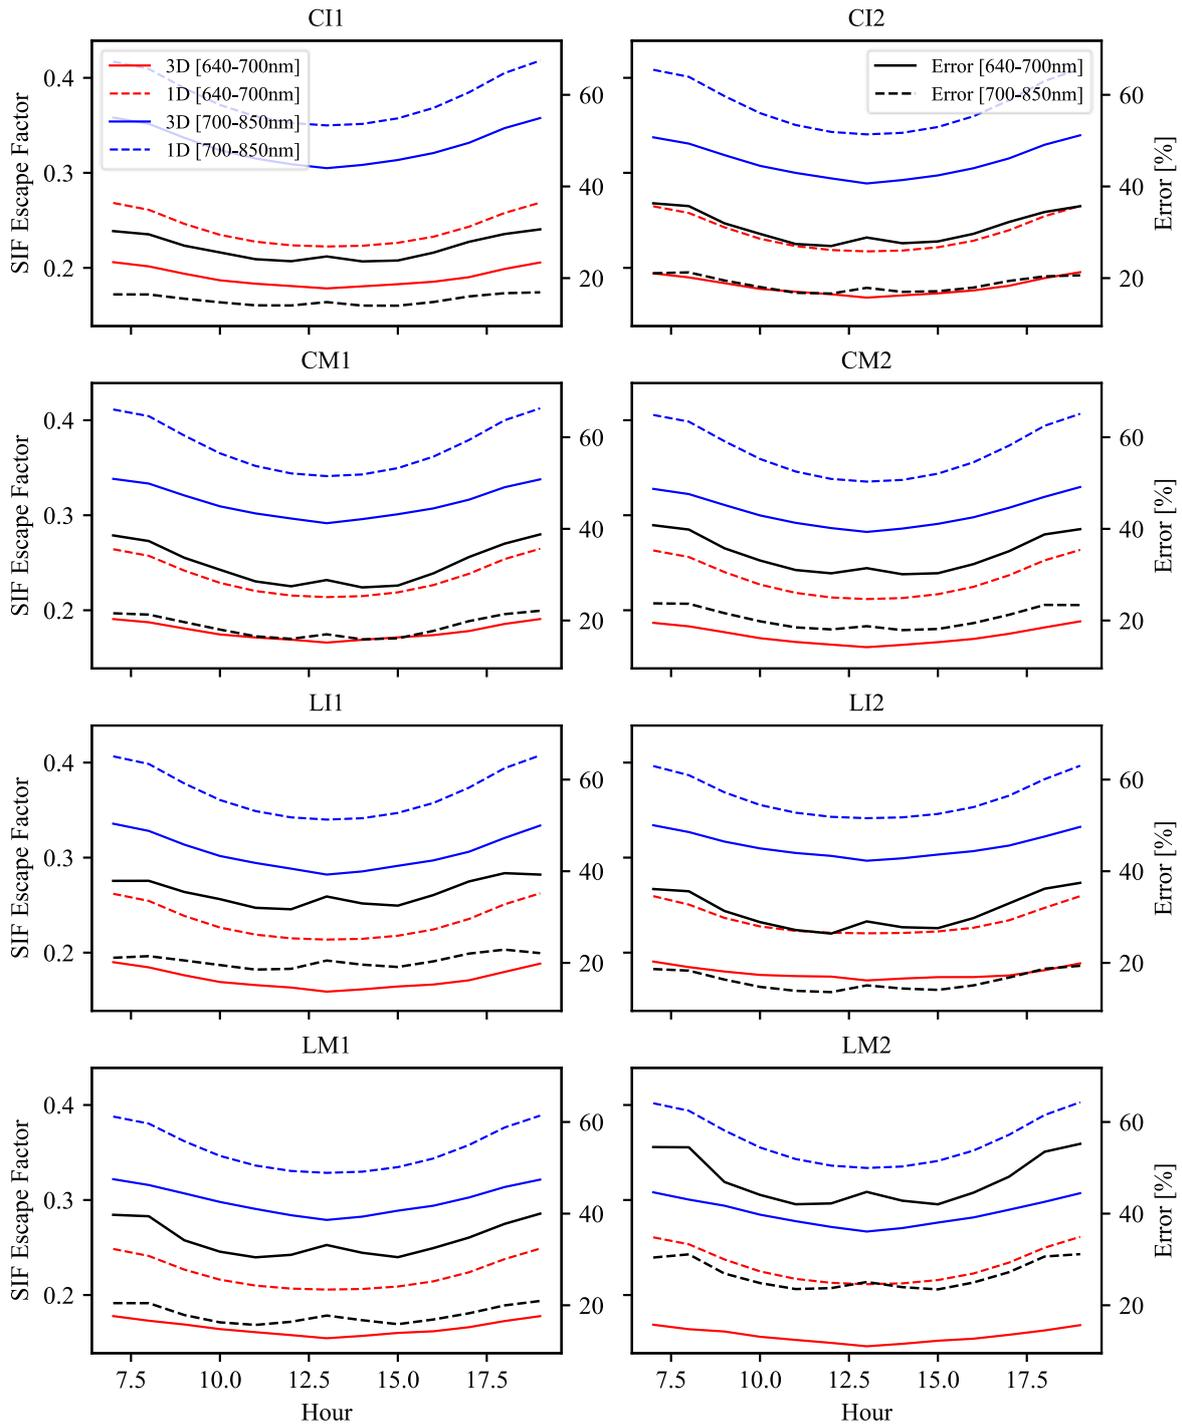 CI1
CI2
3D [640-700nm]
1D [640-700nm]
3D [700-850nm]
1D [700-850nm]
Error [640-700nm]
Error [700-850nm]
0.4
0.3
0.2
SIF Escape Factor
60
40
20
60
40
20
Error [%]
CM1
CM2
0.4
0.3
0.2
SIF Escape Factor
60
40
20
60
40
20
Error [%]
LI1
LI2
0.4
0.3
0.2
SIF Escape Factor
60
40
20
60
40
20
Error [%]
LM1
LM2
0.4
0.3
0.2
SIF Escape Factor
60
40
20
60
40
20
Error [%]
7.5 10.0 12.5 15.0 17.5
7.5 10.0 12.5 15.0 17.5
Hour
Hour